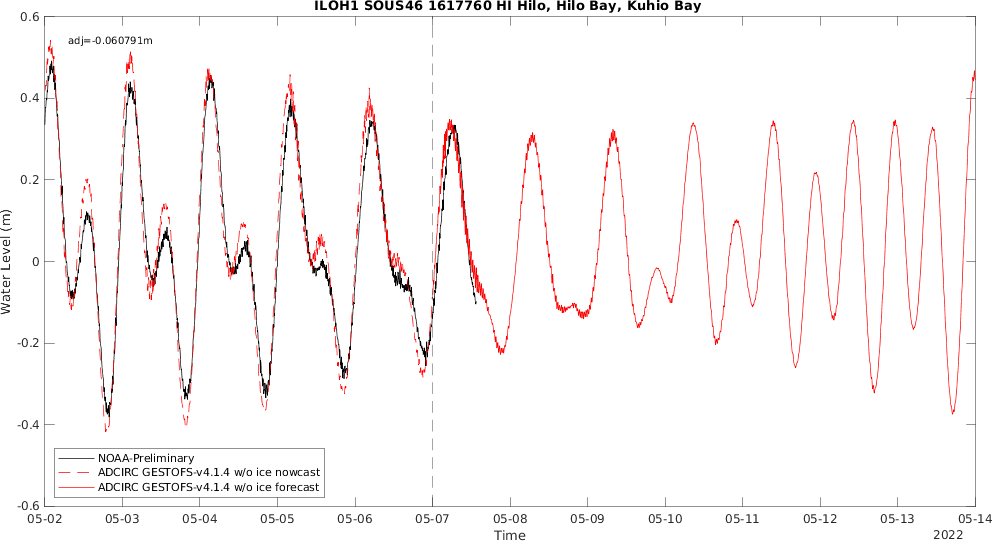 ILOH1 SOUS46 1617760 HI Hilo, Hilo Bay, Kuhio Bay
adj=-0.060791m
0.6
0.4
0.2
0
-0.2
-0.4
-0.6
Water Level (m)
NOAA-Preliminary
ADCIRC GESTOFS-v4.1.4 w/o ice nowcast
ADCIRC GESTOFS-v4.1.4 w/o ice forecast
05-02 05-03 05-04 05-05 05-06 05-07 05-08 05-09 05-10 05-11 05-12 05-13 05-14
Time
2022